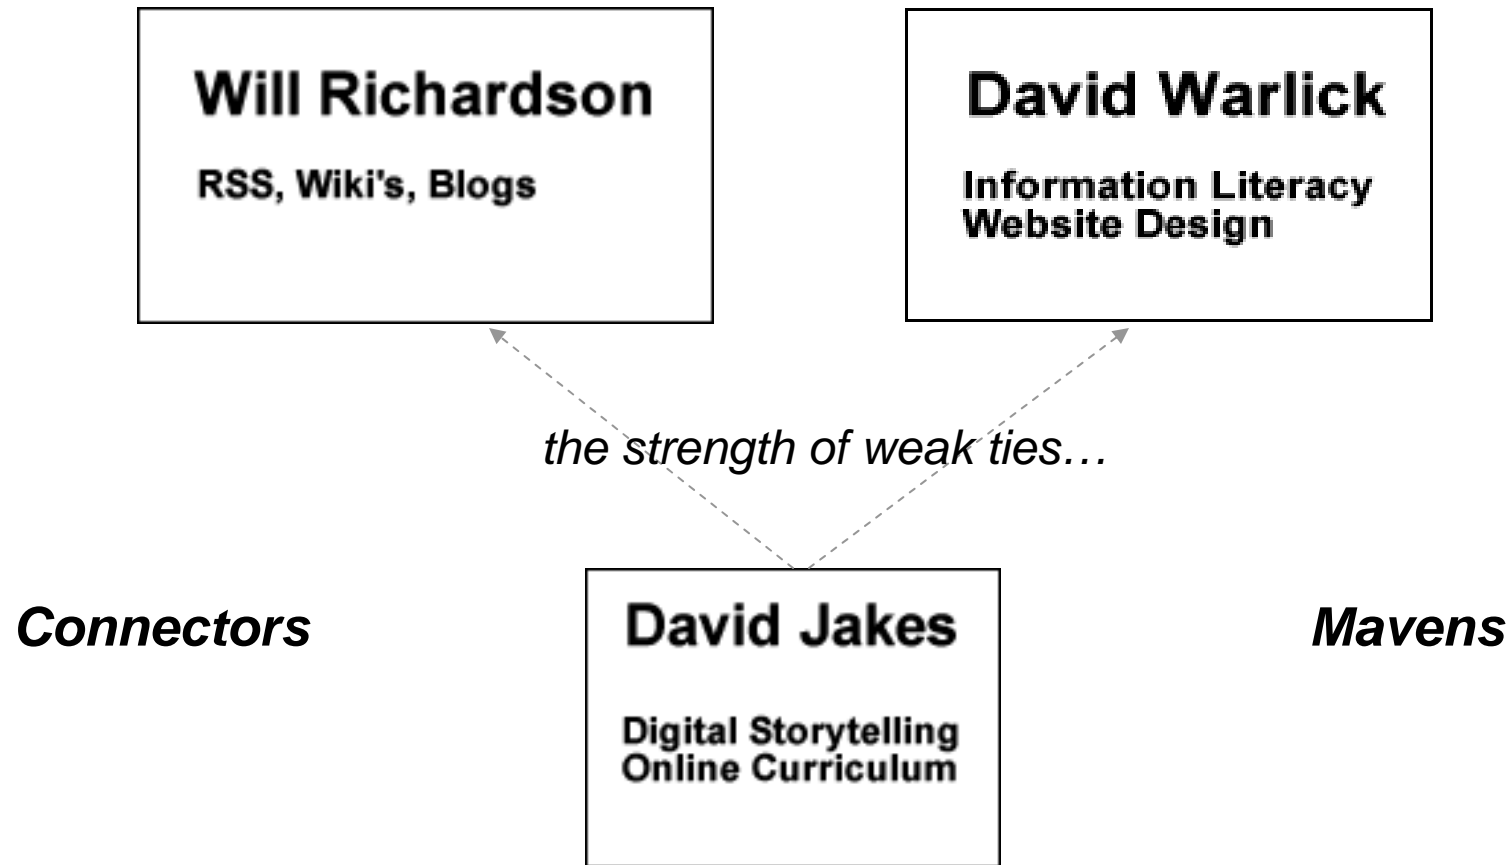 Will Richardson
RSS, Wiki's, Blogs
David Warlick
Information Literacy
Website Design
the strength of weak ties…
Connectors
Mavens
David Jakes
Digital Storytelling
Online Curriculum